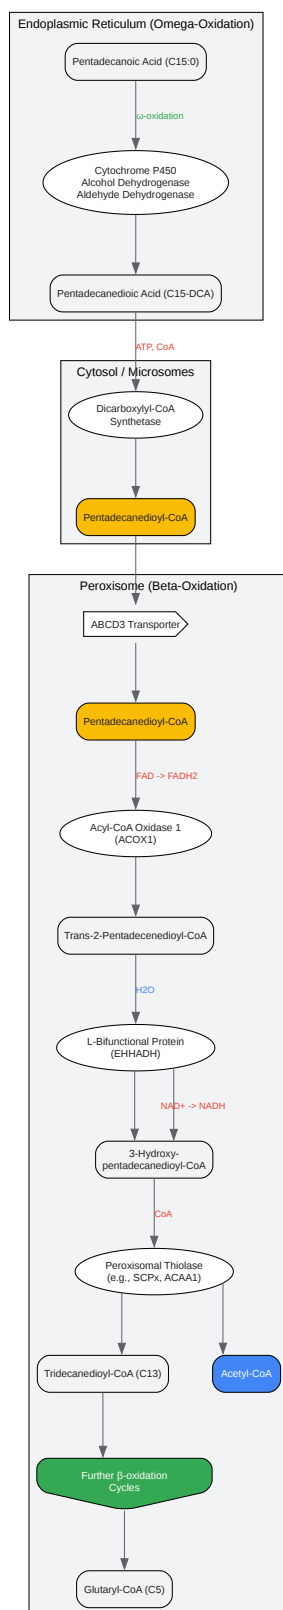 Endoplasmic Reticulum (Omega-Oxidation)
Pentadecanoic Acid (C15:0)
ω-oxidation
Cytochrome P450
Alcohol Dehydrogenase
Aldehyde Dehydrogenase
Pentadecanedioic Acid (C15-DCA)
ATP, CoA
Cytosol / Microsomes
Dicarboxylyl-CoA
Synthetase
Pentadecanedioyl-CoA
Peroxisome (Beta-Oxidation)
ABCD3 Transporter
Pentadecanedioyl-CoA
FAD -> FADH2
Acyl-CoA Oxidase 1
(ACOX1)
Trans-2-Pentadecenedioyl-CoA
H2O
L-Bifunctional Protein
(EHHADH)
NAD+ -> NADH
3-Hydroxy-
pentadecanedioyl-CoA
CoA
Peroxisomal Thiolase
(e.g., SCPx, ACAA1)
Tridecanedioyl-CoA (C13)
Acetyl-CoA
Further β-oxidation
Cycles
Glutaryl-CoA (C5)